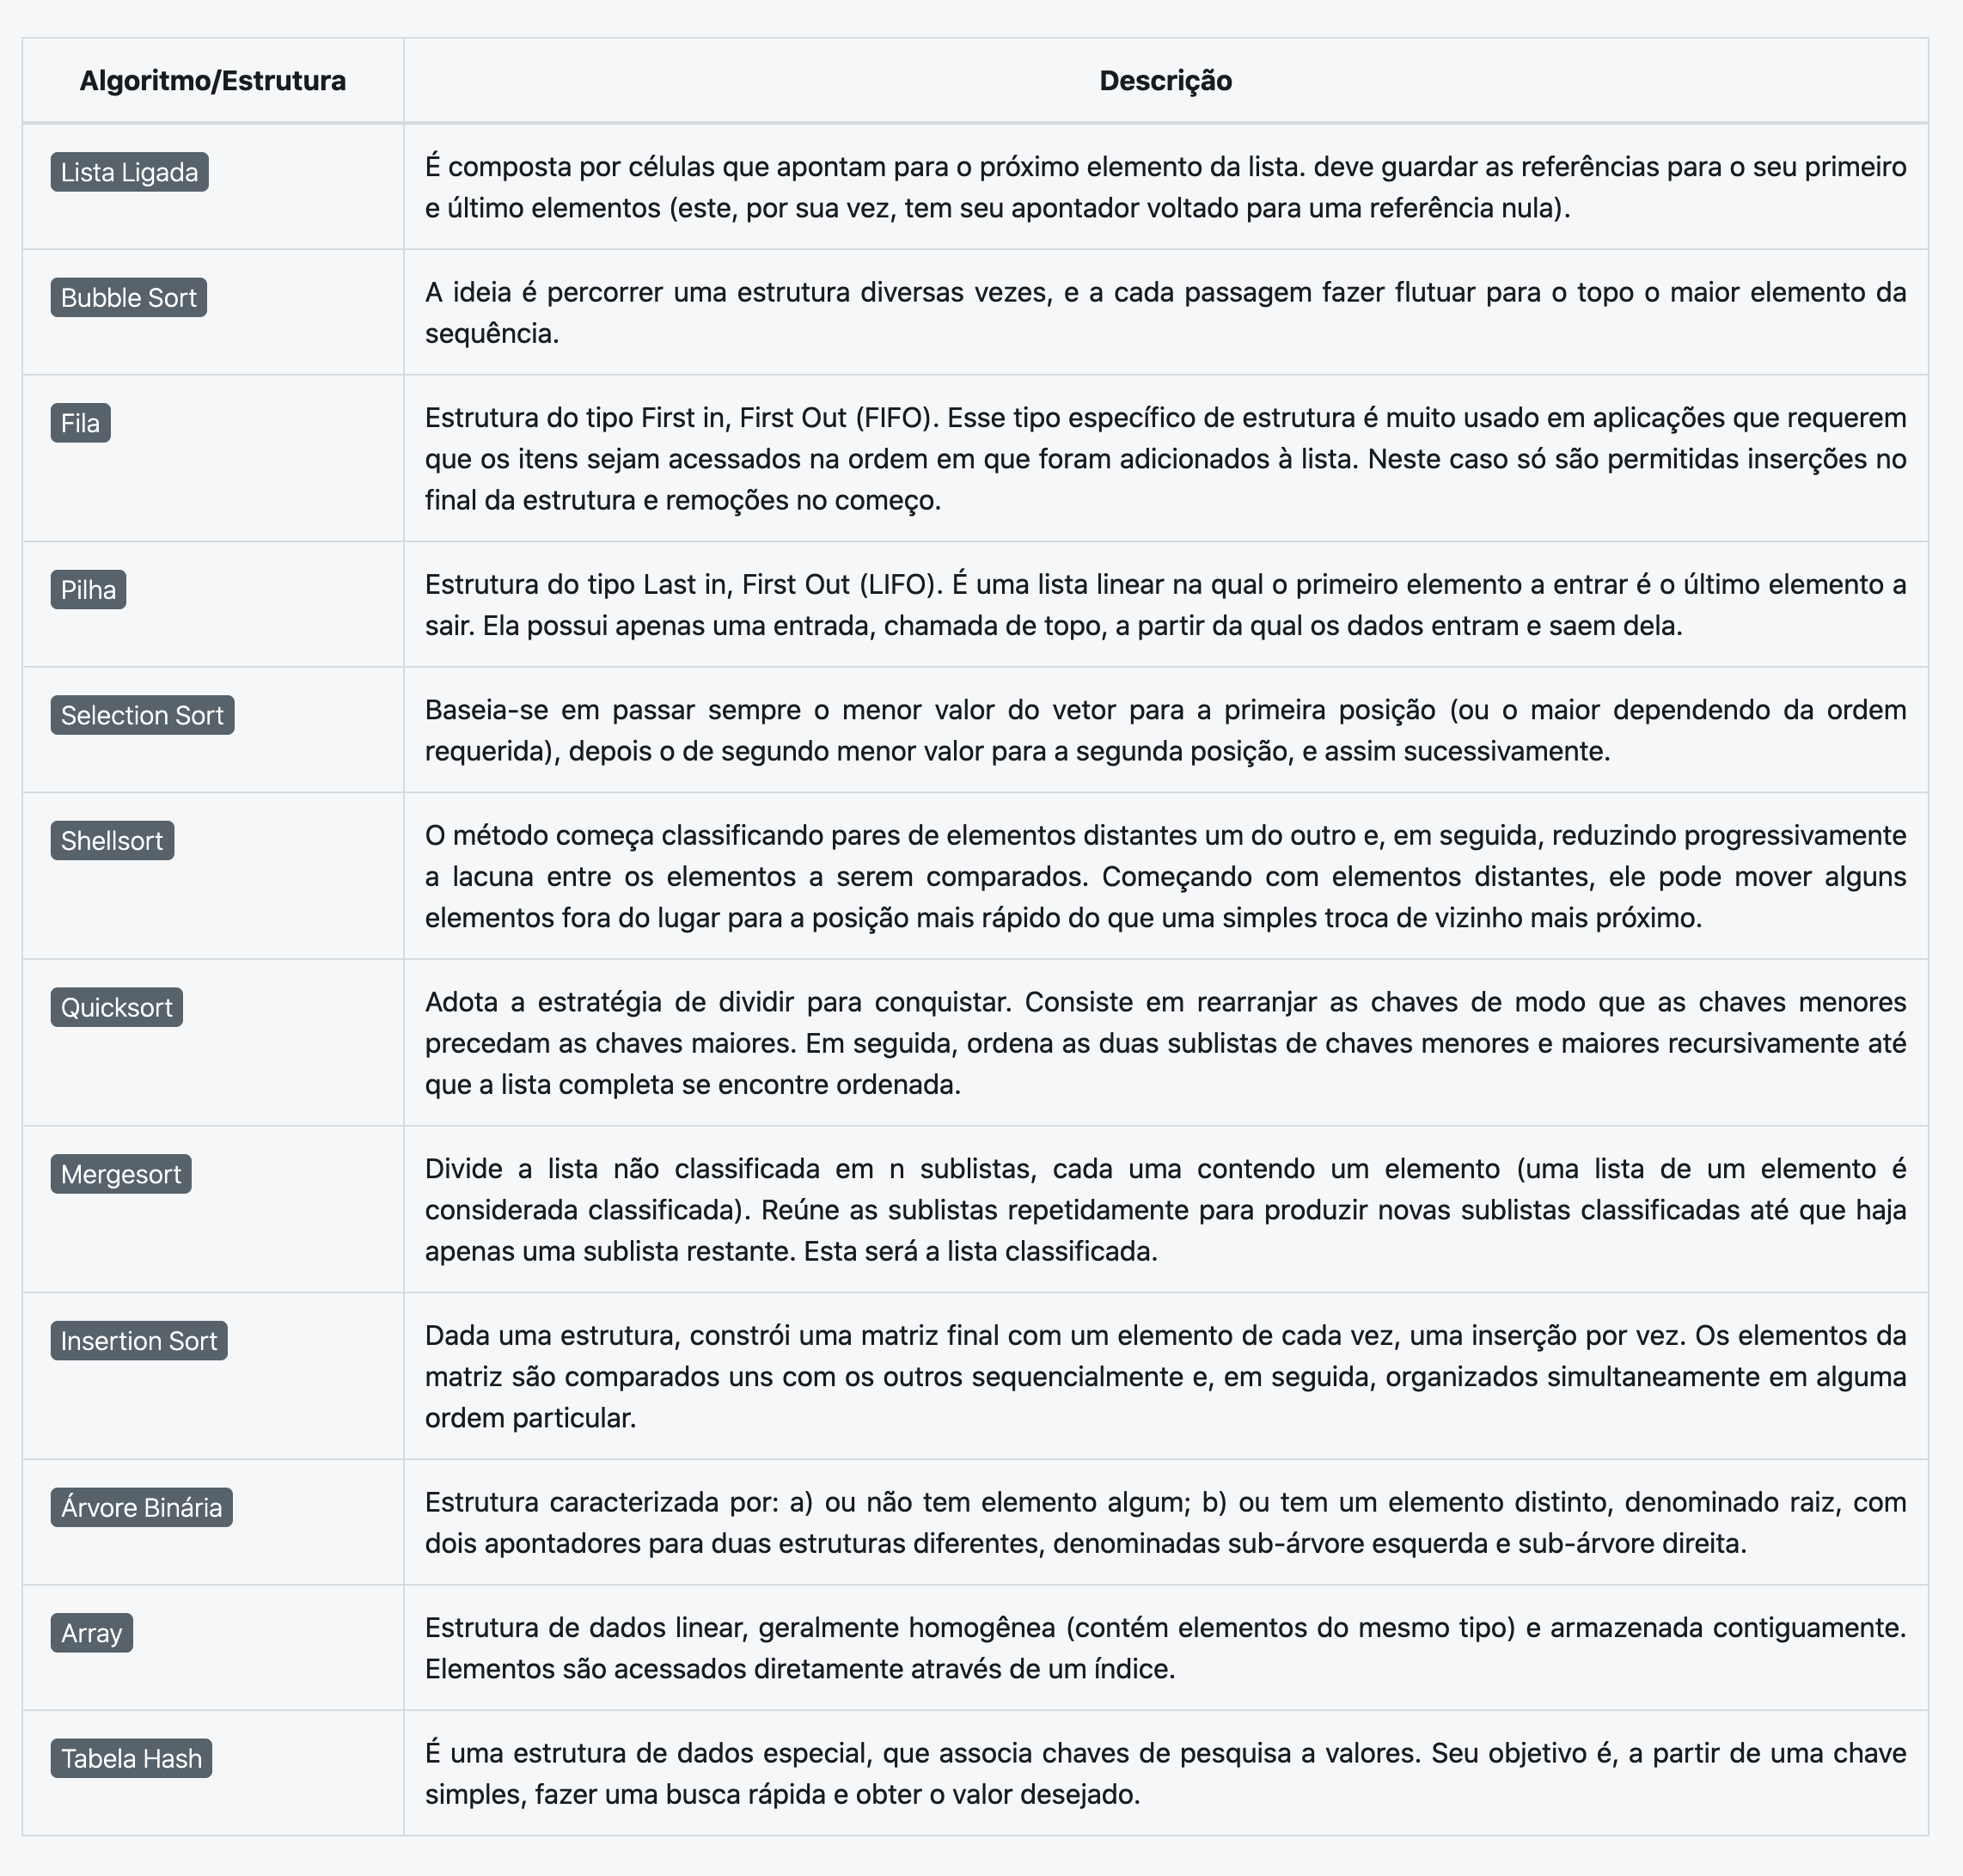 Algoritmo/Estrutura
Descrição
Lista Ligada
É composta por células que apontam para o próximo elemento da lista. deve guardar as referências para o seu primeiro
e último elementos (este, por sua vez, tem seu apontador voltado para uma referência nula).
Bubble Sort
A ideia é percorrer uma estrutura diversas vezes, e a cada passagem fazer flutuar para o topo o maior elemento da
sequência.
Fila
Estrutura do tipo First in, First Out (FIFO). Esse tipo específico de estrutura é muito usado em aplicações que requerem
que os itens sejam acessados na ordem em que foram adicionados à lista. Neste caso só são permitidas inserções no
final da estrutura e remoções no começo.
Pilha
Estrutura do tipo Last in, First Out (LIFO). É uma lista linear na qual o primeiro elemento a entrar é o último elemento a
sair. Ela possui apenas uma entrada, chamada de topo, a partir da qual os dados entram e saem dela.
Selection Sort
Baseia-se em passar sempre o menor valor do vetor para a primeira posição (ou o maior dependendo da ordem
requerida), depois o de segundo menor valor para a segunda posição, e assim sucessivamente.
Shellsort
O método começa classificando pares de elementos distantes um do outro e, em seguida, reduzindo progressivamente
a lacuna entre os elementos a serem comparados. Começando com elementos distantes, ele pode mover alguns
elementos fora do lugar para a posição mais rápido do que uma simples troca de vizinho mais próximo.
Quicksort
Adota a estratégia de dividir para conquistar. Consiste em rearranjar as chaves de modo que as chaves menores
precedam as chaves maiores. Em seguida, ordena as duas sublistas de chaves menores e maiores recursivamente até
que a lista completa se encontre ordenada.
Mergesort
Divide a lista não classificada em n sublistas, cada uma contendo um elemento (uma lista de um elemento é
considerada classificada). Reúne as sublistas repetidamente para produzir novas sublistas classificadas até que haja
apenas uma sublista restante. Esta será a lista classificada.
Insertion Sort
Dada uma estrutura, constrói uma matriz final com um elemento de cada vez, uma inserção por vez. Os elementos da
matriz são comparados uns com os outros sequencialmente e, em seguida, organizados simultaneamente em alguma
ordem particular.
Árvore Binária
Estrutura caracterizada por: a) ou não tem elemento algum; b) ou tem um elemento distinto, denominado raiz, com
dois apontadores para duas estruturas diferentes, denominadas sub-árvore esquerda e sub-árvore direita.
Array
Estrutura de dados linear, geralmente homogênea (contém elementos do mesmo tipo) e armazenada contiguamente.
Elementos são acessados diretamente através de um índice.
Tabela Hash
É uma estrutura de dados especial, que associa chaves de pesquisa a valores. Seu objetivo é, a partir de uma chave
simples, fazer uma busca rápida e obter o valor desejado.